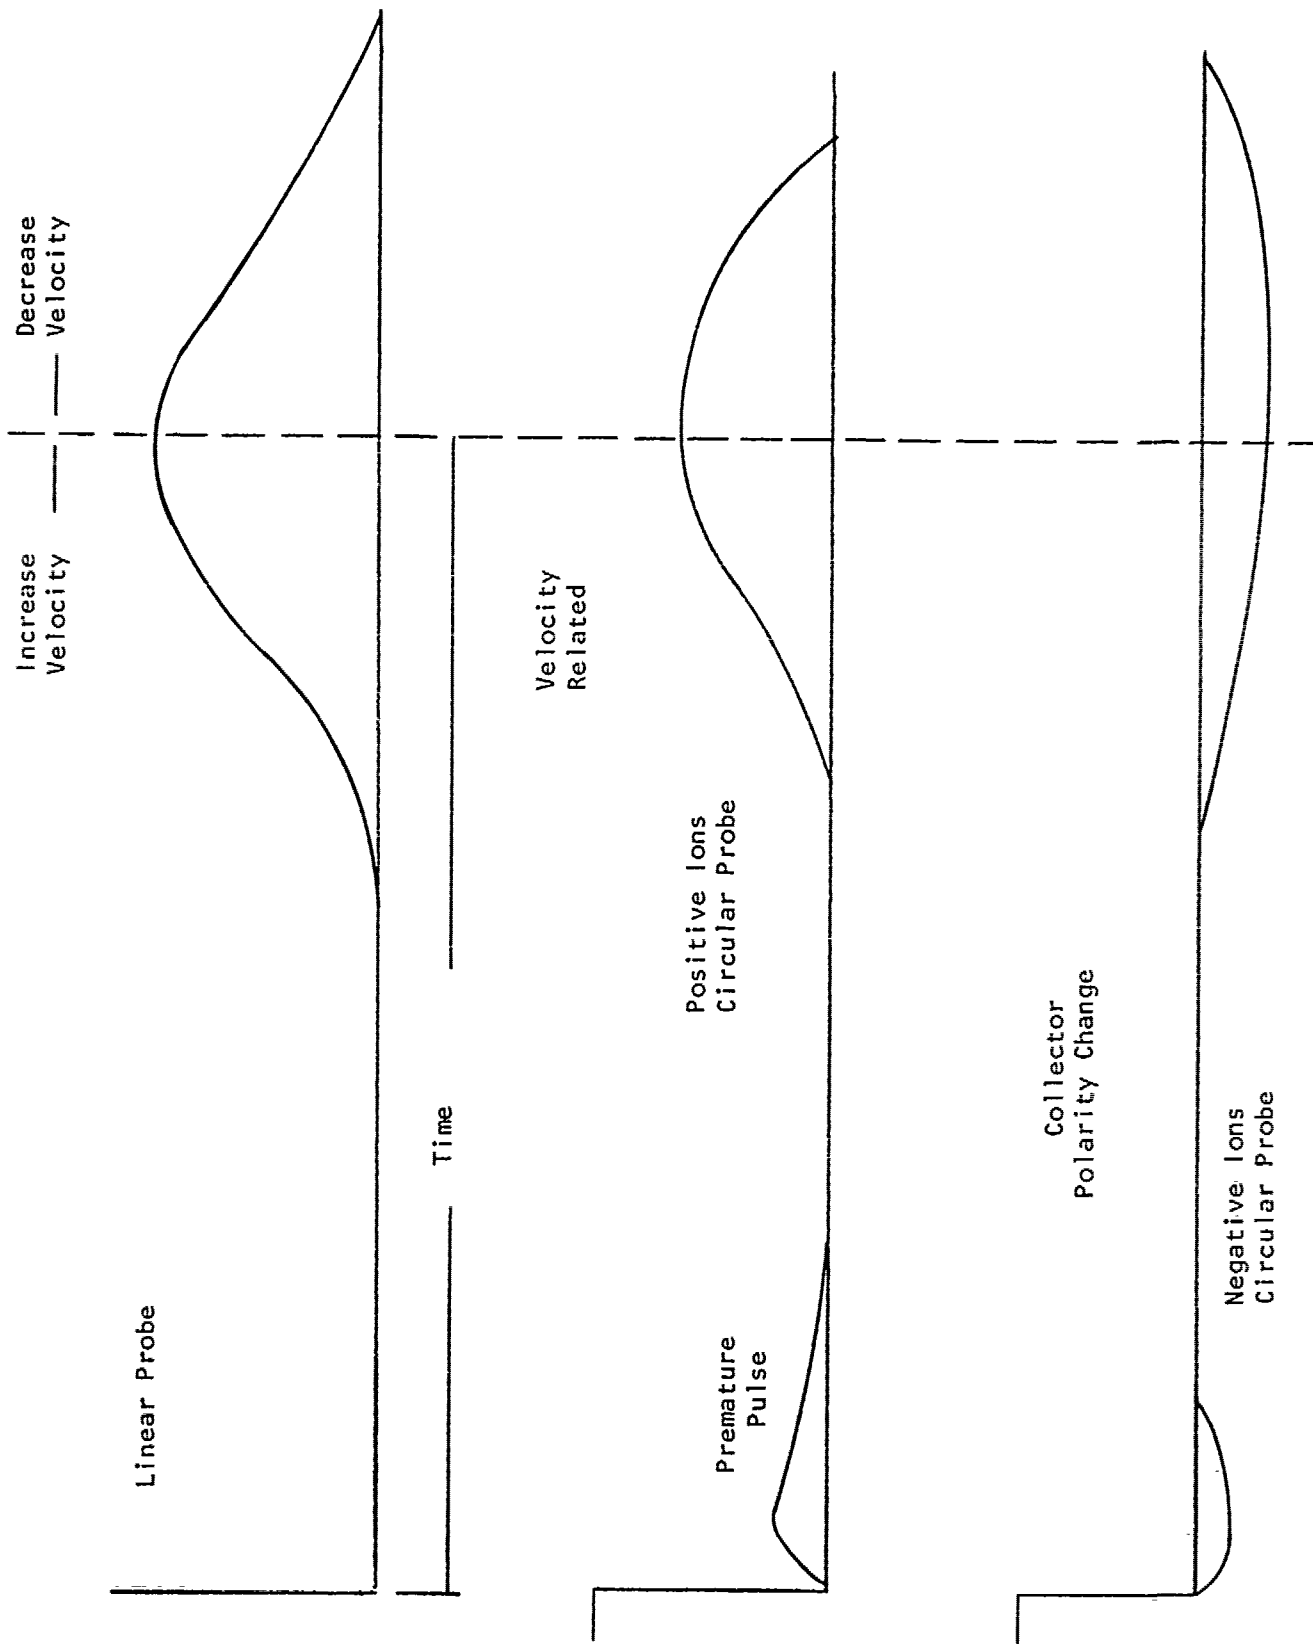 Increase
Velocity
Decrease
Velocity
Linear Probe
Time
Velocity
Related
Positive Ions
Circular Probe
Premature
Pulse
Collector
Polarity Change
Negative Ions
Circular Probe